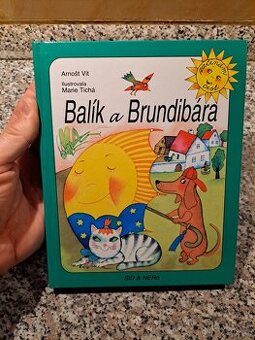 Arnošt Vít
Ilustrovala
Marie Tichá
Balík a Brundibára